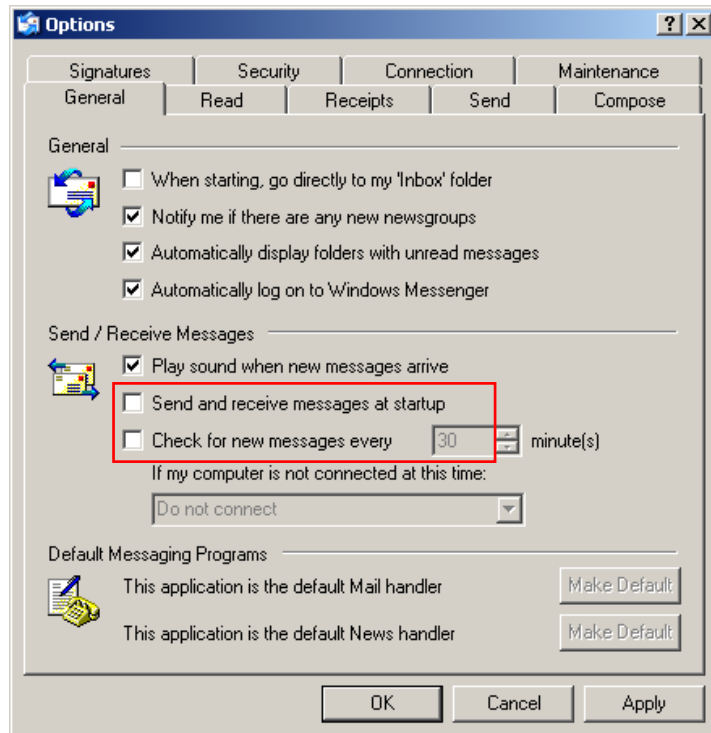 Options
Signatures Security Connection Maintenance
General Read Receipts Send Compose
General
When starting, go directly to my 'Inbox' folder
Notify me if there are any new newsgroups
Automatically display folders with unread messages
Automatically log on to Windows Messenger
Send / Receive Messages
Play sound when new messages arrive
Send and receive messages at startup
Check for new messages every 30 minute(s)
If my computer is not connected at this time:
Do not connect
Default Messaging Programs
This application is the default Mail handler Make Default
This application is the default News handler Make Default
OK Cancel Apply